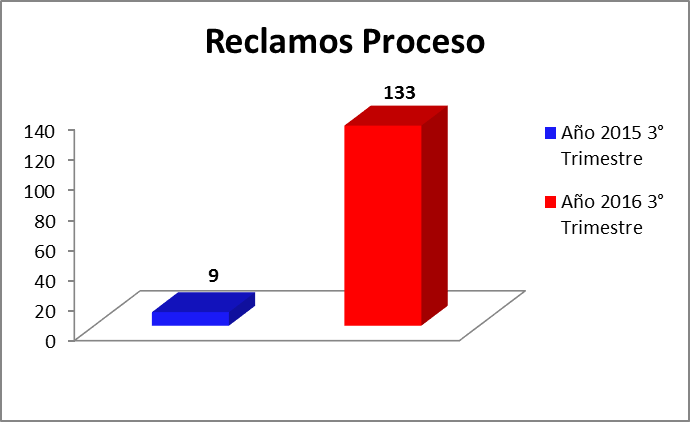 Reclamos Proceso
133
140
120
100
80
60
40
20
0
9
Año 2015 3°
Trimestre
Año 2016 3°
Trimestre